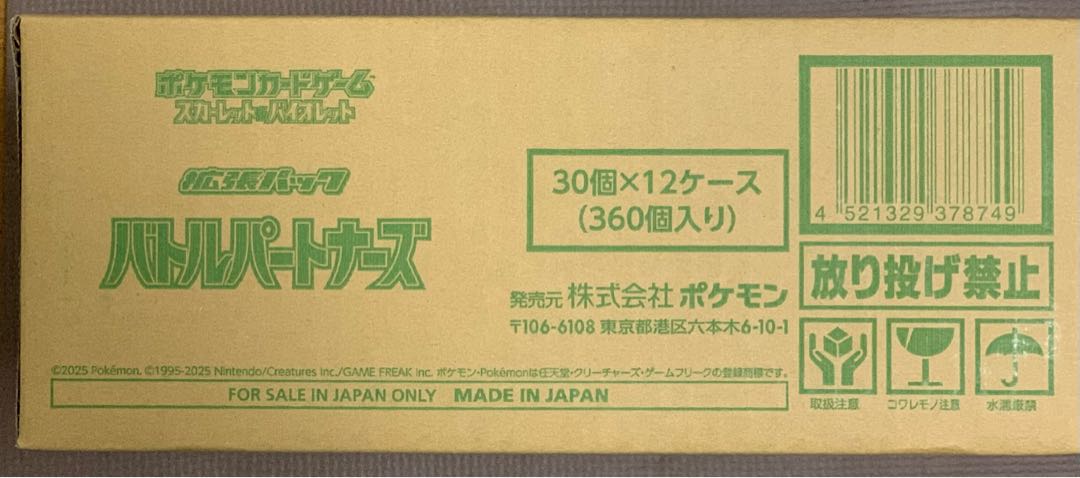 ポケモンカードゲーム
スカーレット&バイオレット
拡張パック
バトルパートナーズ
30個×12ケース
(360個入り)
発売元 株式会社 ポケモン
〒106-6108 東京都港区六本木6-10-1
©2025 Pokémon. ©1995-2025 Nintendo/Creatures Inc./GAME FREAK inc. ポケモン・Pokémonは任天堂・クリーチャーズ・ゲームフリークの登録商標です。
FOR SALE IN JAPAN ONLY MADE IN JAPAN
4 521329 378749
放り投げ禁止
取扱注意 コワレモノ注意 水濡厳禁